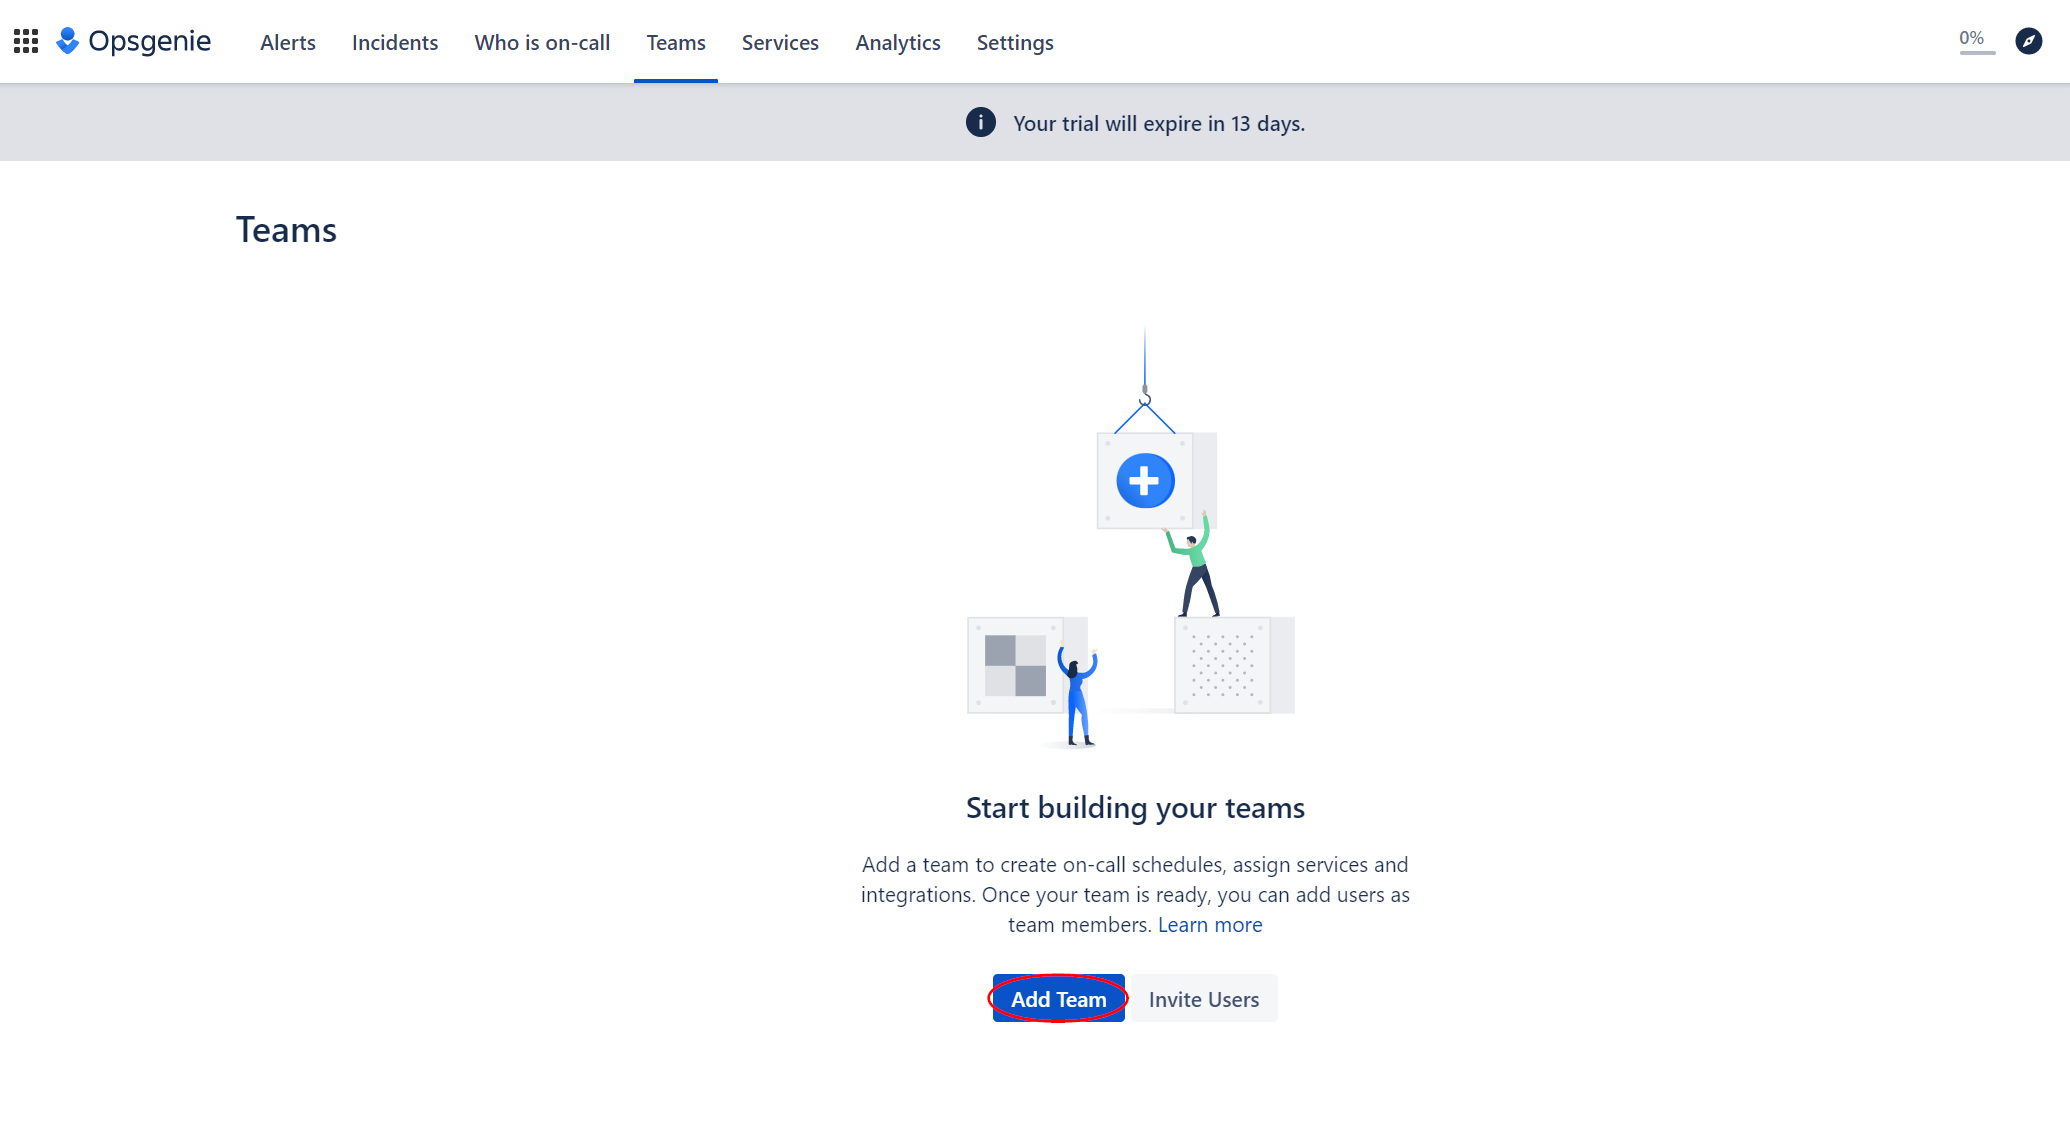 Opsgenie Alerts Incidents Who is on-call Teams Services Analytics Settings 0%
Your trial will expire in 13 days.
Teams
Start building your teams
Add a team to create on-call schedules, assign services and
integrations. Once your team is ready, you can add users as
team members. Learn more
Add Team Invite Users